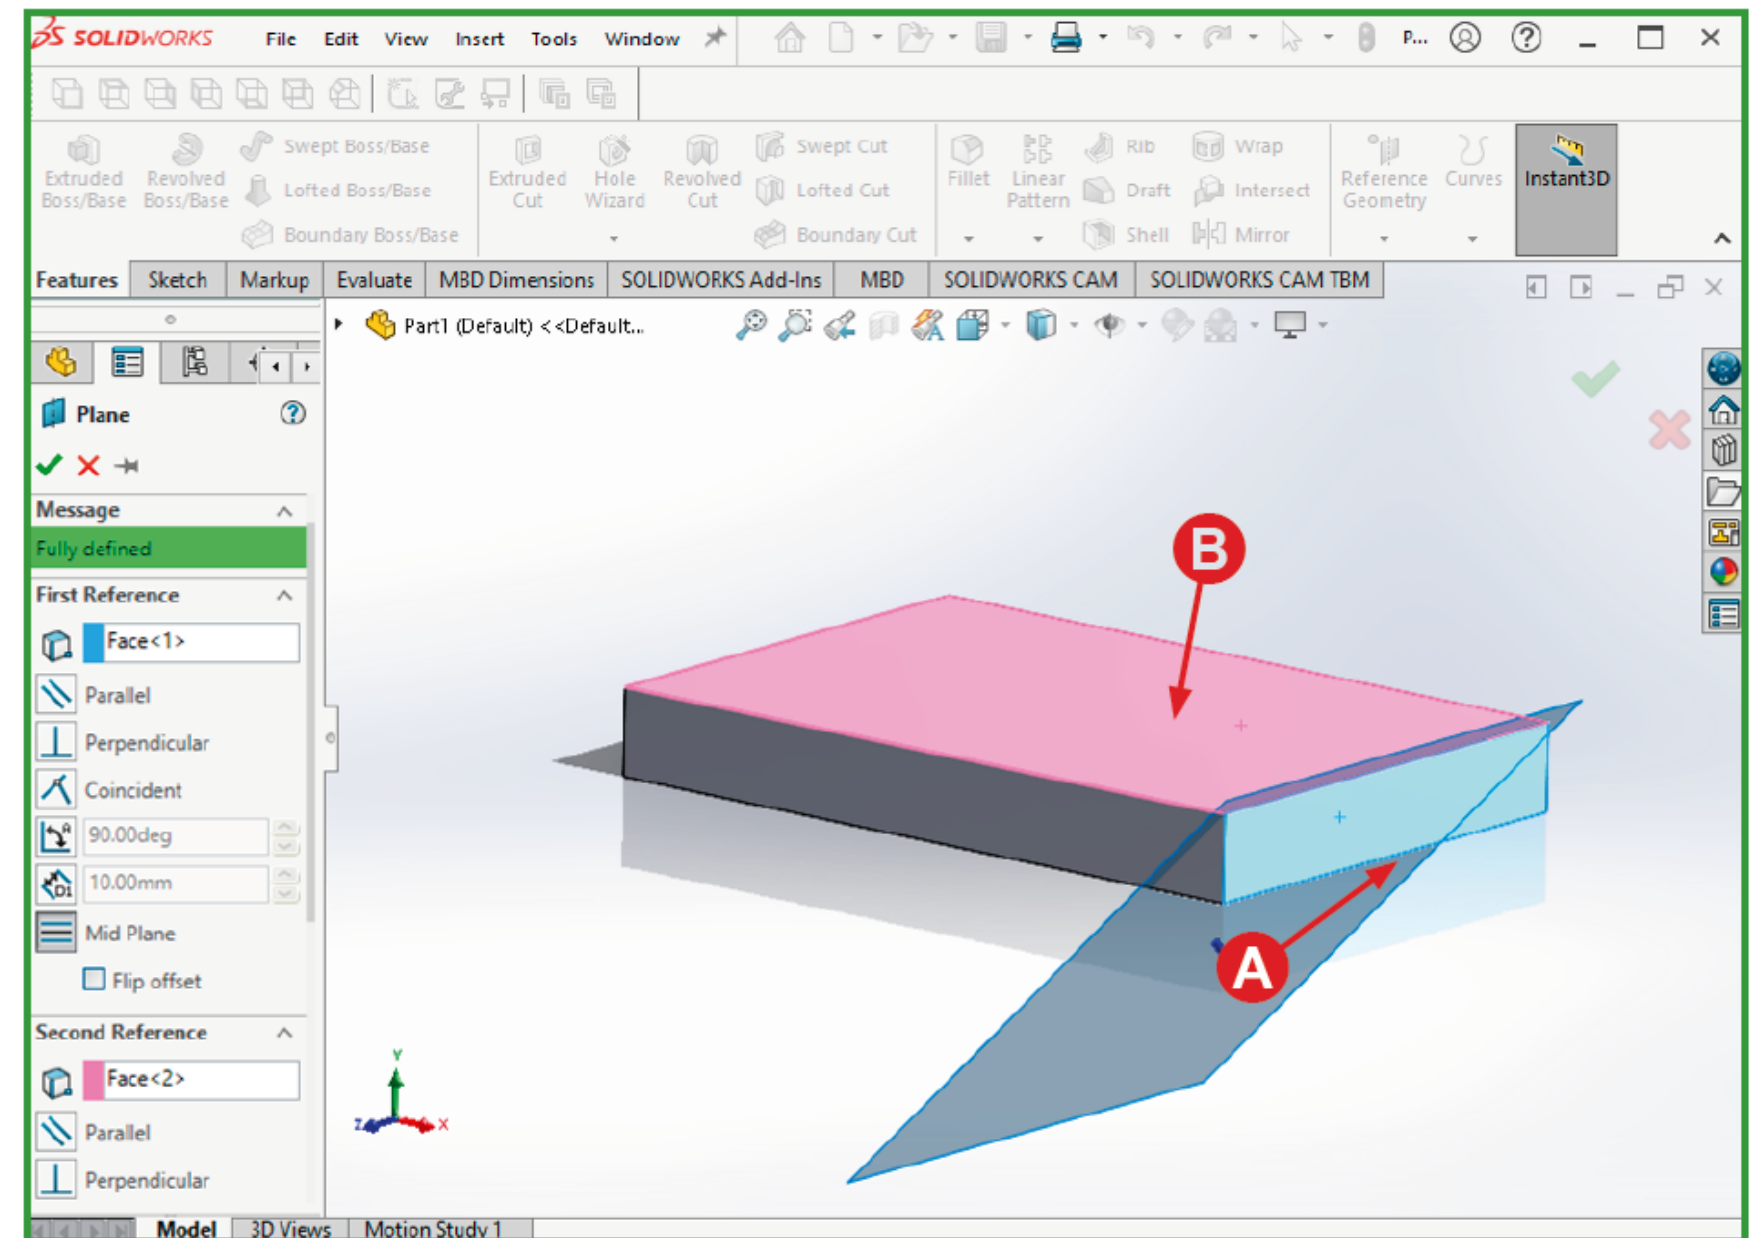 SOLIDWORKS File Edit View Insert Tools Window P... ?
Extruded Boss/Base
Revolved Boss/Base
Swept Boss/Base
Lofted Boss/Base
Boundary Boss/Base
Extruded Cut
Hole Wizard
Revolved Cut
Swept Cut
Lofted Cut
Boundary Cut
Fillet
Linear Pattern
Rib
Draft
Shell
Wrap
Intersect
Mirror
Reference Geometry
Curves
Instant3D
Features Sketch Markup Evaluate MBD Dimensions SOLIDWORKS Add-Ins MBD SOLIDWORKS CAM SOLIDWORKS CAM TBM
Part1 (Default) <<Default...
Plane ?
Message
Fully defined
First Reference
Face<1>
Parallel
Perpendicular
Coincident
90.00deg
10.00mm
Mid Plane
Flip offset
Second Reference
Face<2>
Parallel
Perpendicular
B
A
Y
Z X
Model 3D Views Motion Study 1